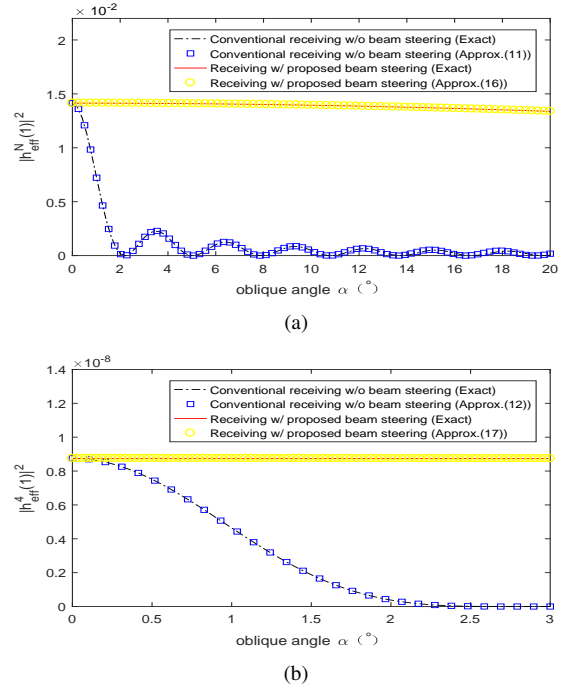 ×10⁻²
2
1.5
1
0.5
0
|h_eff^N(1)|²
Conventional receiving w/o beam steering (Exact)
Conventional receiving w/o beam steering (Approx.(11))
Receiving w/ proposed beam steering (Exact)
Receiving w/ proposed beam steering (Approx.(16))
0 2 4 6 8 10 12 14 16 18 20
oblique angle α (°)
(a)
×10⁻⁸
1.4
1.2
1
0.8
0.6
0.4
0.2
0
|h_eff^4(1)|²
Conventional receiving w/o beam steering (Exact)
Conventional receiving w/o beam steering (Approx.(12))
Receiving w/ proposed beam steering (Exact)
Receiving w/ proposed beam steering (Approx.(17))
0 0.5 1 1.5 2 2.5 3
oblique angle α (°)
(b)